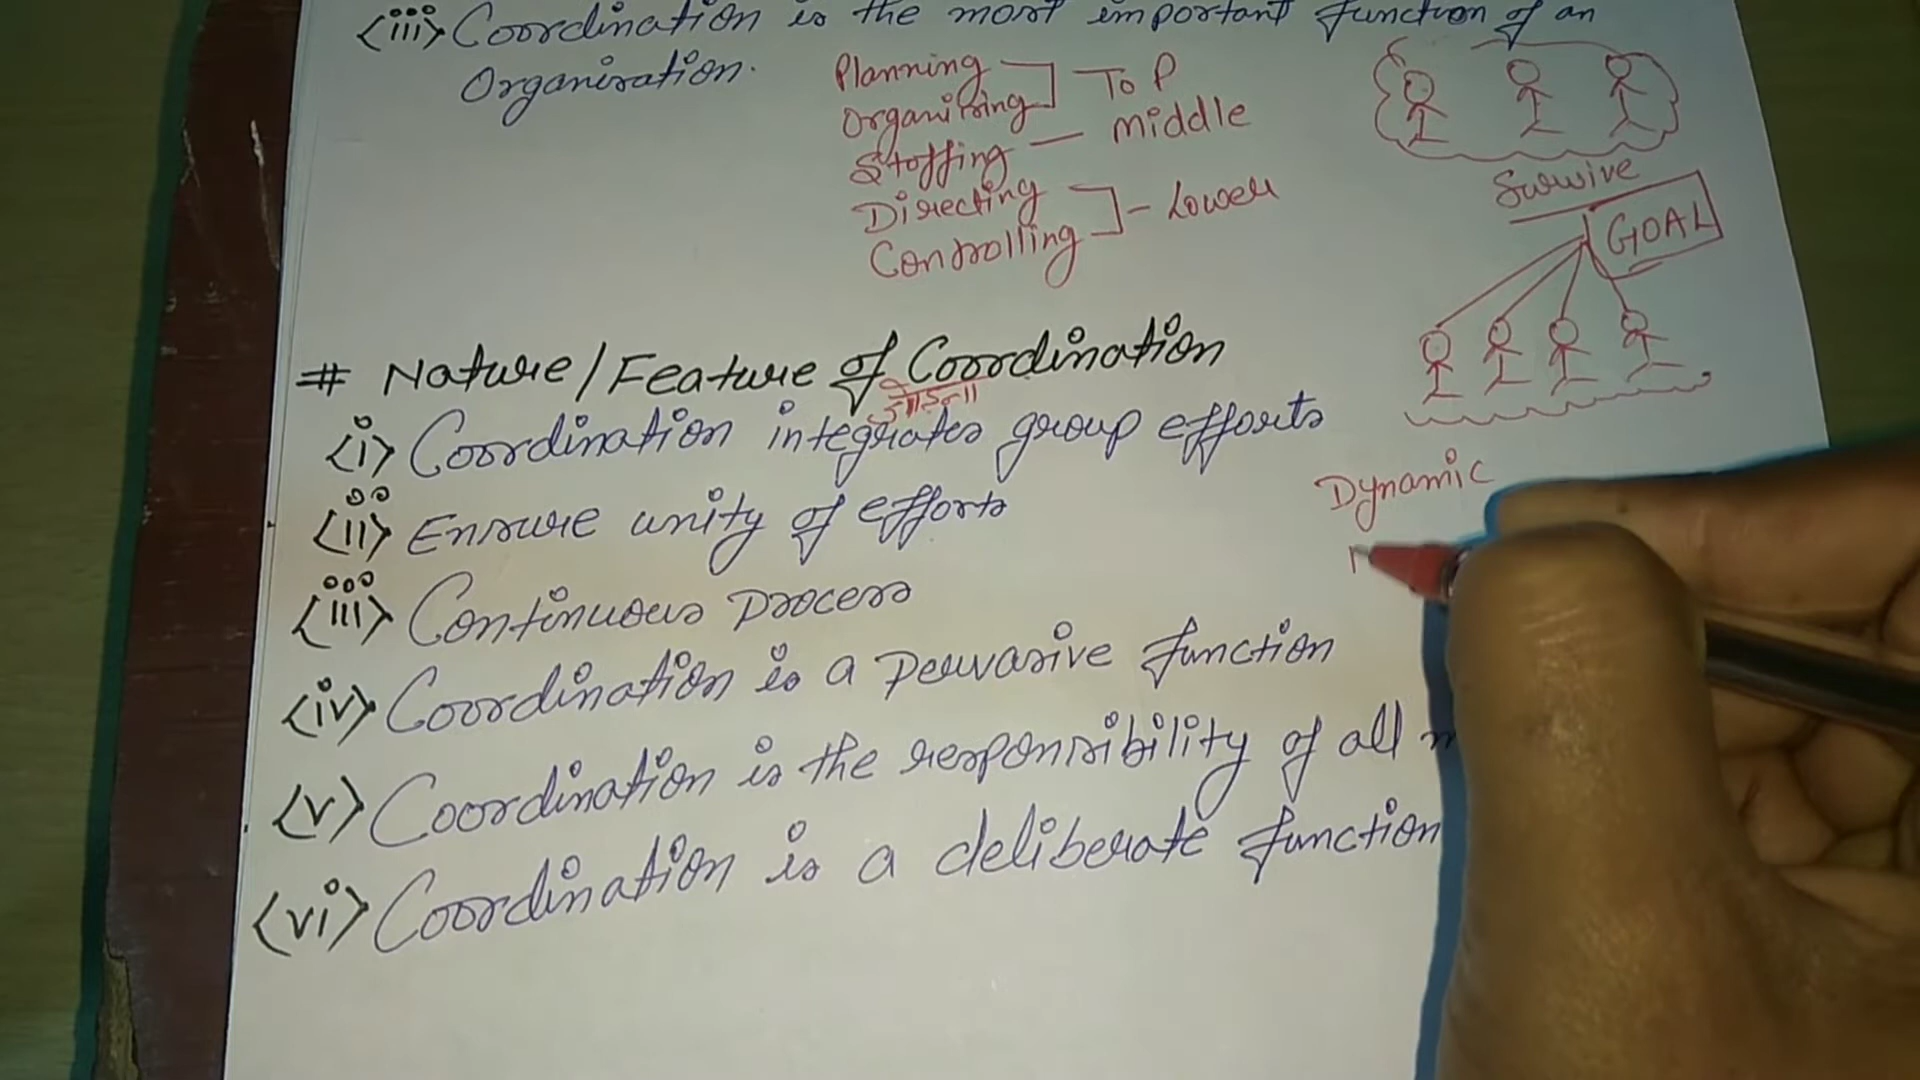 (iii) Coordination is the most important function of an
Organisation.
Planning
Organising
Staffing
Directing
Controlling
Top
middle
Lower
Survive
GOAL
# Nature/Feature of Coordination
जोड़ना
(i) Coordination integrates group efforts
(ii) Ensure unity of efforts
(iii) Continuous process
(iv) Coordination is a Pervasive function
(v) Coordination is the responsibility of all
(vi) Coordination is a deliberate function
Dynamic